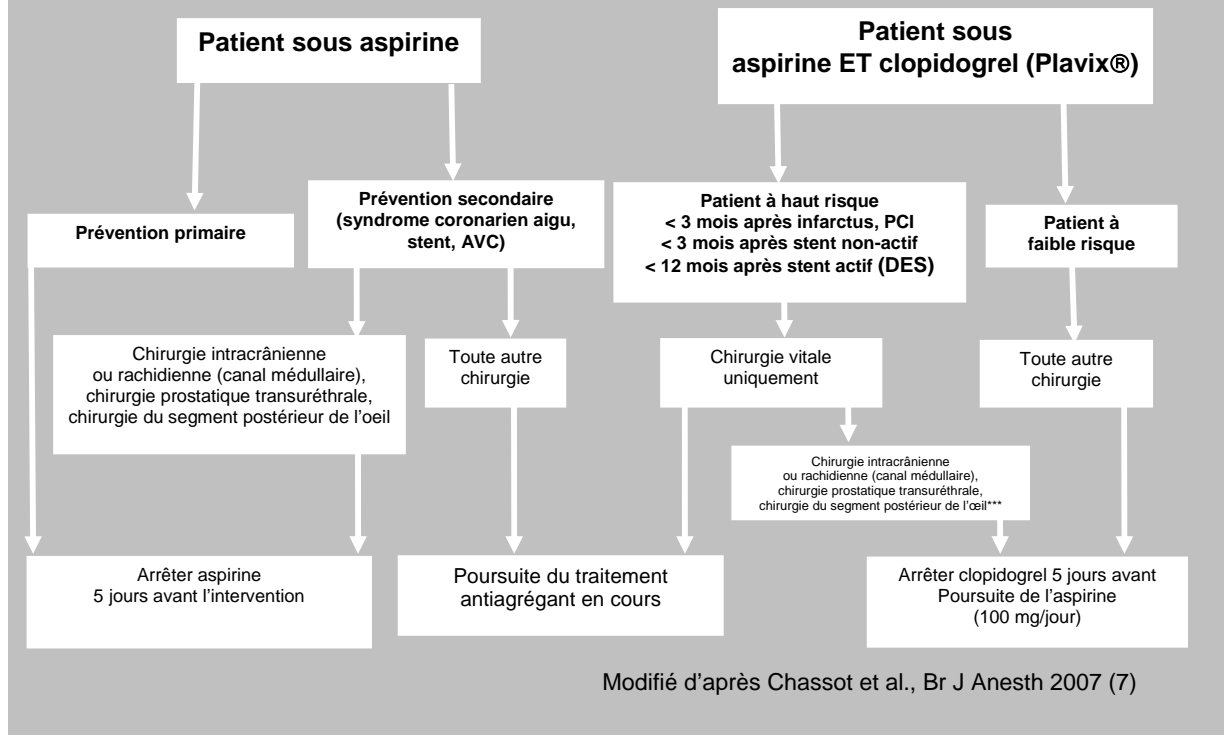 Patient sous aspirine
Patient sous
aspirine ET clopidogrel (Plavix®)
Prévention primaire
Prévention secondaire
(syndrome coronarien aigu,
stent, AVC)
Patient à haut risque
< 3 mois après infarctus, PCI
< 3 mois après stent non-actif
< 12 mois après stent actif (DES)
Patient à
faible risque
Chirurgie intracrânienne
ou rachidienne (canal médullaire),
chirurgie prostatique transuréthrale,
chirurgie du segment postérieur de l'oeil
Toute autre
chirurgie
Chirurgie vitale
uniquement
Toute autre
chirurgie
Chirurgie intracrânienne
ou rachidienne (canal médullaire),
chirurgie prostatique transuréthrale,
chirurgie du segment postérieur de l'œil***
Arrêter aspirine
5 jours avant l'intervention
Poursuite du traitement
antiagrégant en cours
Arrêter clopidogrel 5 jours avant
Poursuite de l'aspirine
(100 mg/jour)
Modifié d'après Chassot et al., Br J Anesth 2007 (7)